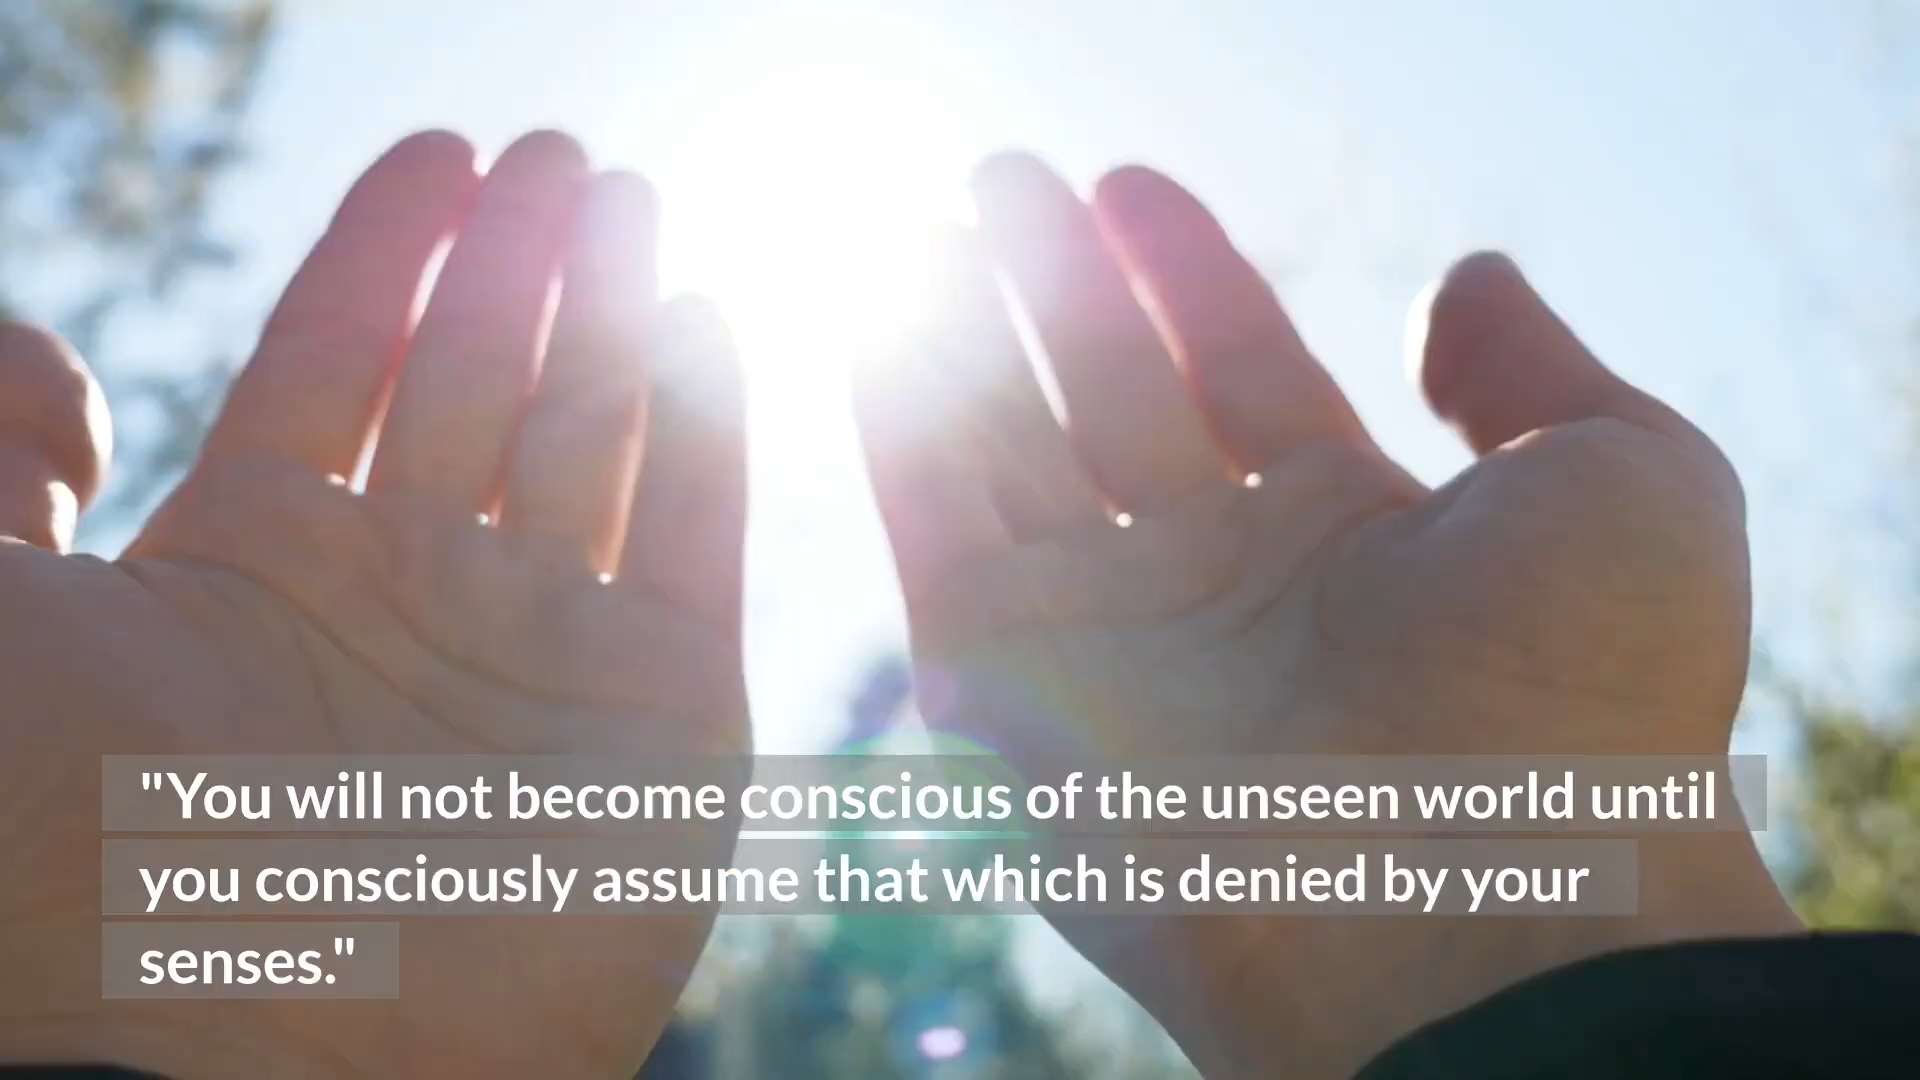 "You will not become conscious of the unseen world until
you consciously assume that which is denied by your
senses."